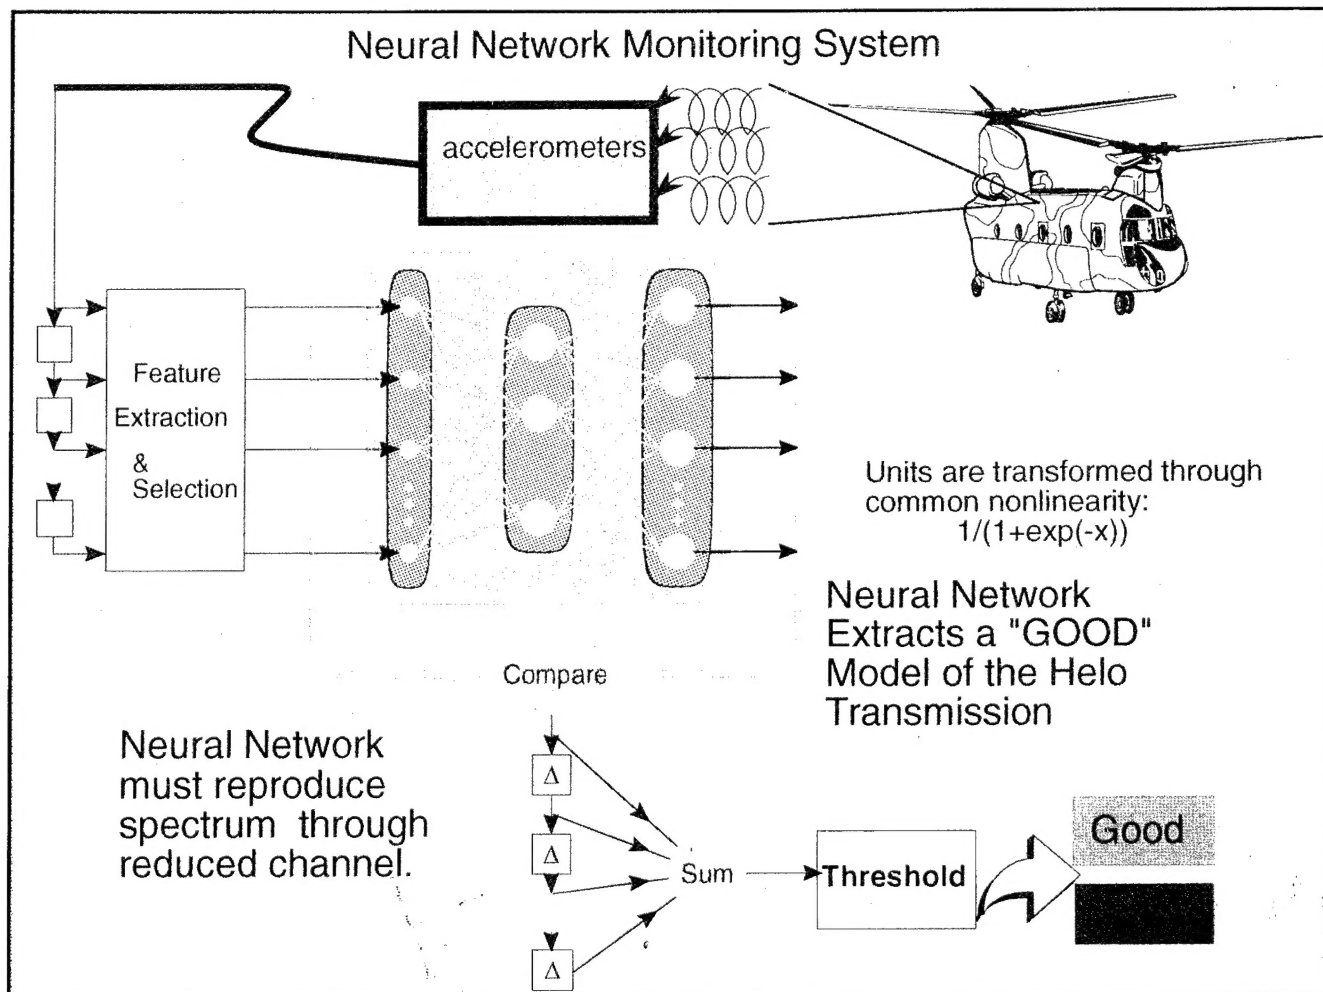 Neural Network Monitoring System
accelerometers
Feature
Extraction
&
Selection
Units are transformed through
common nonlinearity:
1/(1+exp(-x))
Neural Network
Extracts a "GOOD"
Model of the Helo
Transmission
Compare
Neural Network
must reproduce
spectrum through
reduced channel.
Δ
Δ
Δ
Sum
Threshold
Good